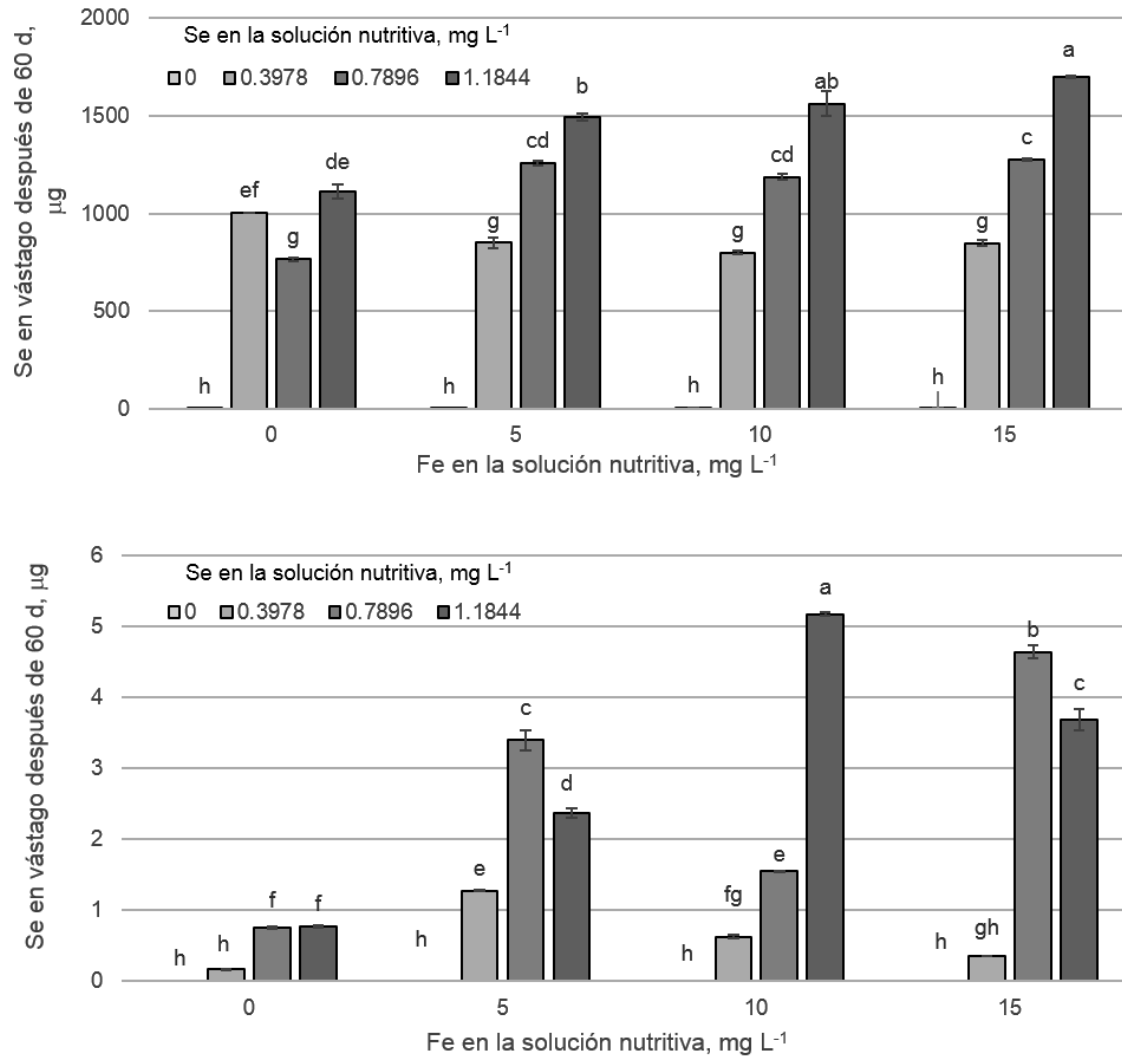 Se en vástago después de 60 d,
µg
2000
1500
1000
500
0
Se en la solución nutritiva, mg L-1
0 0.3978 0.7896 1.1844
h ef g de
h g cd b
h g cd ab
h g c a
0 5 10 15
Fe en la solución nutritiva, mg L-1
Se en vástago después de 60 d, µg
6
5
4
3
2
1
0
Se en la solución nutritiva, mg L-1
0 0.3978 0.7896 1.1844
h h f f
h e c d
h fg e a
h gh b c
0 5 10 15
Fe en la solución nutritiva, mg L-1